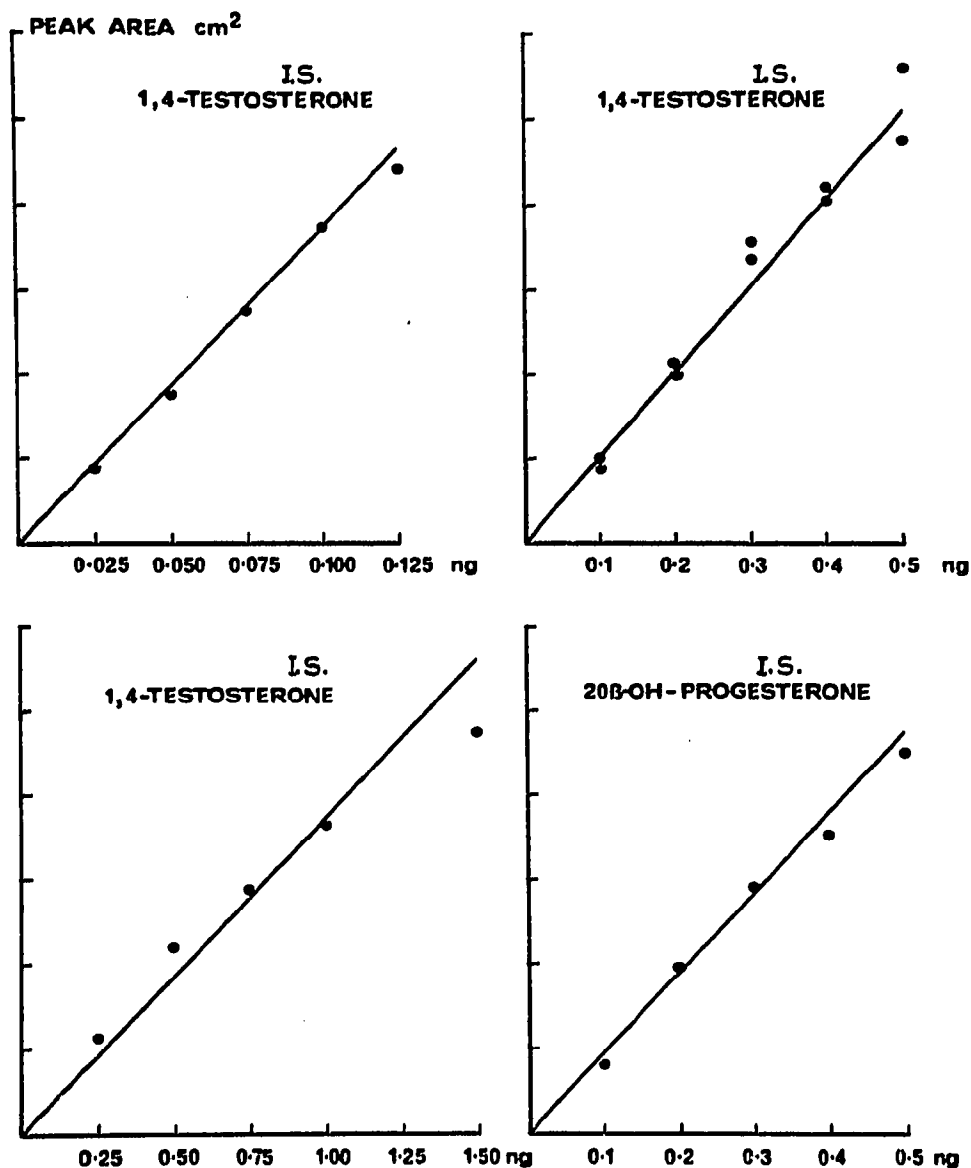 PEAK AREA cm²
I.S.
1,4-TESTOSTERONE
0·025 0·050 0·075 0·100 0·125 ng
I.S.
1,4-TESTOSTERONE
0·1 0·2 0·3 0·4 0·5 ng
I.S.
1,4-TESTOSTERONE
0·25 0·50 0·75 1·00 1·25 1·50 ng
I.S.
20β·OH-PROGESTERONE
0·1 0·2 0·3 0·4 0·5 ng